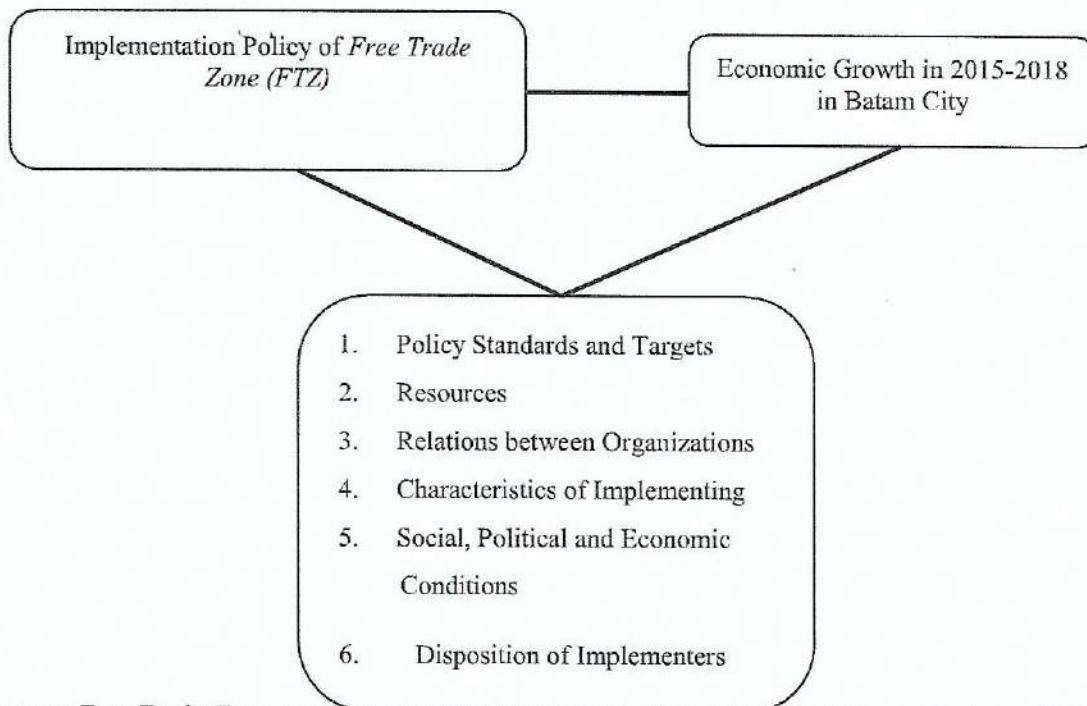 Implementation Policy of Free Trade
Zone (FTZ)
Economic Growth in 2015-2018
in Batam City
1. Policy Standards and Targets
2. Resources
3. Relations between Organizations
4. Characteristics of Implementing
5. Social, Political and Economic
Conditions
6. Disposition of Implementers